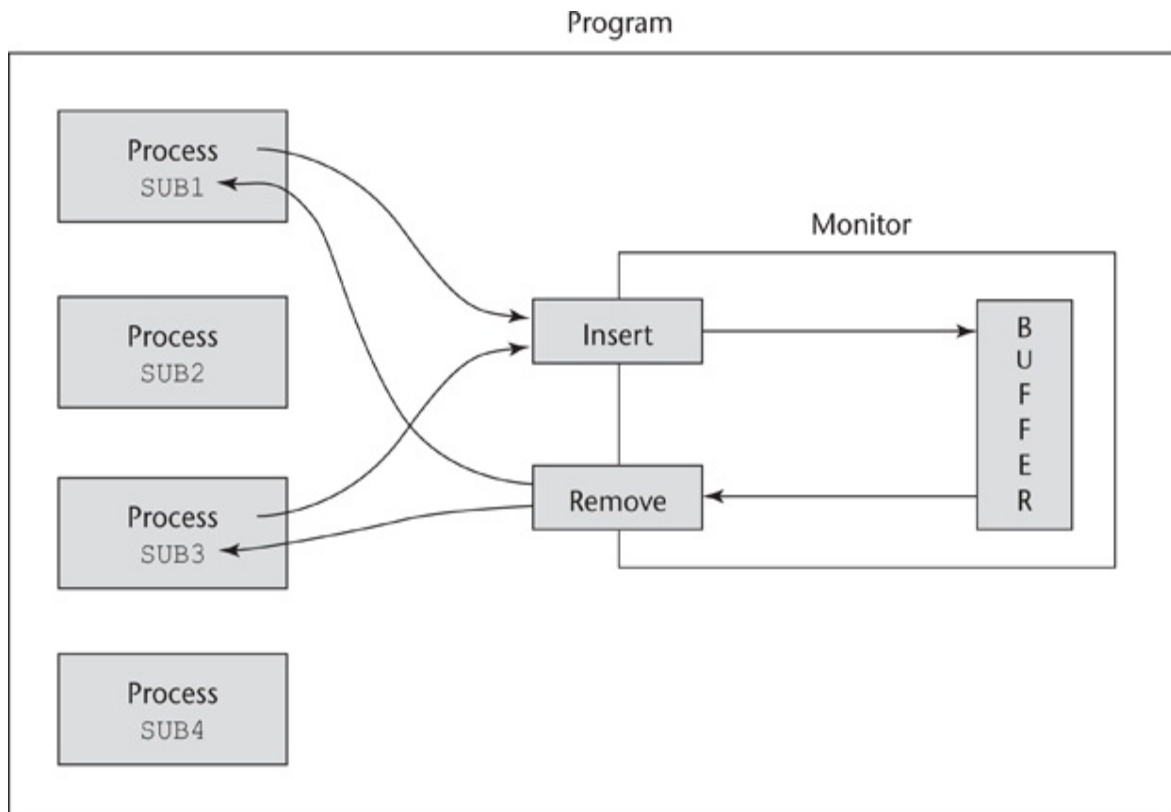 Program
Process
SUB1
Process
SUB2
Process
SUB3
Process
SUB4
Monitor
Insert
Remove
B
U
F
F
E
R